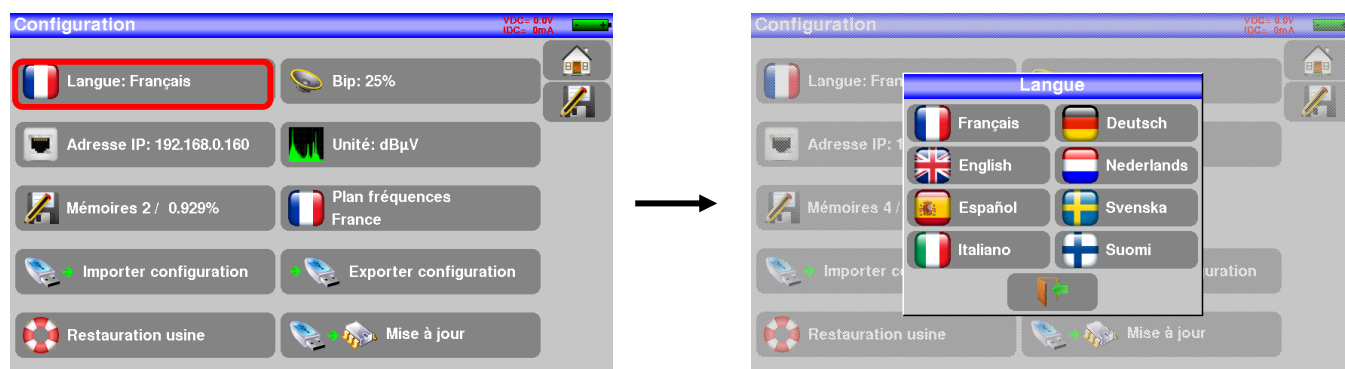 Configuration
VDC= 0.0V
IDC= 0mA
Langue: Français
Bip: 25%
Adresse IP: 192.168.0.160
Unité: dBµV
Mémoires 2 / 0.929%
Plan fréquences
France
Importer configuration
Exporter configuration
Restauration usine
Mise à jour
Configuration
VDC= 0.0V
IDC= 0mA
Langue: Fran
Langue
Français
Deutsch
Adresse IP: 1
English
Nederlands
Mémoires 4 /
Español
Svenska
Italiano
Suomi
Importer co
uration
Restauration usine
Mise à jour